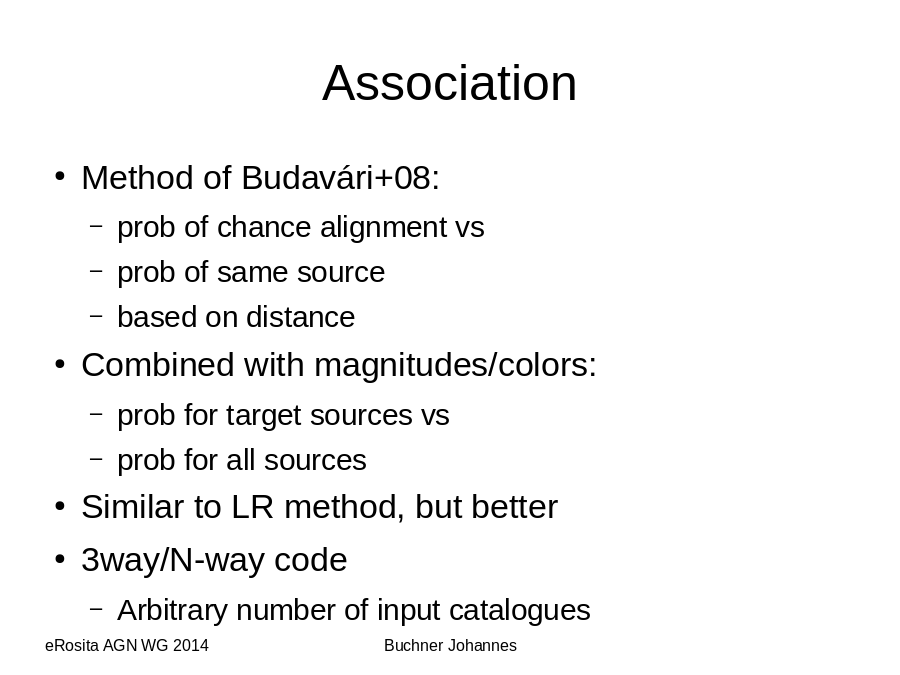 Association
• Method of Budavári+08:
– prob of chance alignment vs
– prob of same source
– based on distance
• Combined with magnitudes/colors:
– prob for target sources vs
– prob for all sources
• Similar to LR method, but better
• 3way/N-way code
– Arbitrary number of input catalogues
eRosita AGN WG 2014
Buchner Johannes